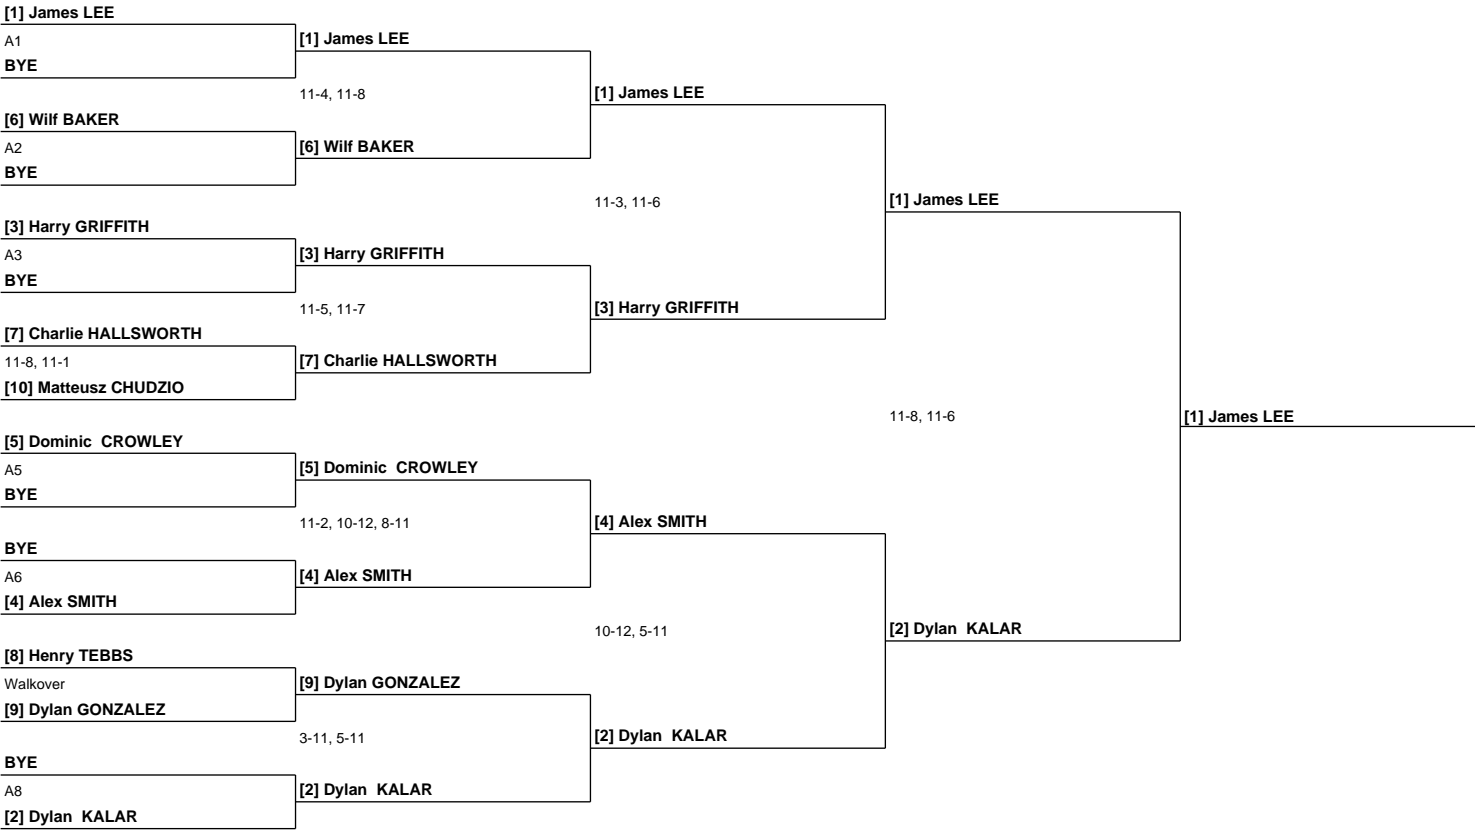 [1] James LEE
A1
BYE
[6] Wilf BAKER
A2
BYE
[3] Harry GRIFFITH
A3
BYE
[7] Charlie HALLSWORTH
11-8, 11-1
[10] Matteusz CHUDZIO
[5] Dominic  CROWLEY
A5
BYE
BYE
A6
[4] Alex SMITH
[8] Henry TEBBS
Walkover
[9] Dylan GONZALEZ
BYE
A8
[2] Dylan  KALAR
[1] James LEE
11-4, 11-8
[6] Wilf BAKER
[3] Harry GRIFFITH
11-5, 11-7
[7] Charlie HALLSWORTH
[5] Dominic  CROWLEY
11-2, 10-12, 8-11
[4] Alex SMITH
[9] Dylan GONZALEZ
3-11, 5-11
[2] Dylan  KALAR
[1] James LEE
11-3, 11-6
[3] Harry GRIFFITH
[4] Alex SMITH
10-12, 5-11
[2] Dylan  KALAR
[1] James LEE
11-8, 11-6
[2] Dylan  KALAR
[1] James LEE